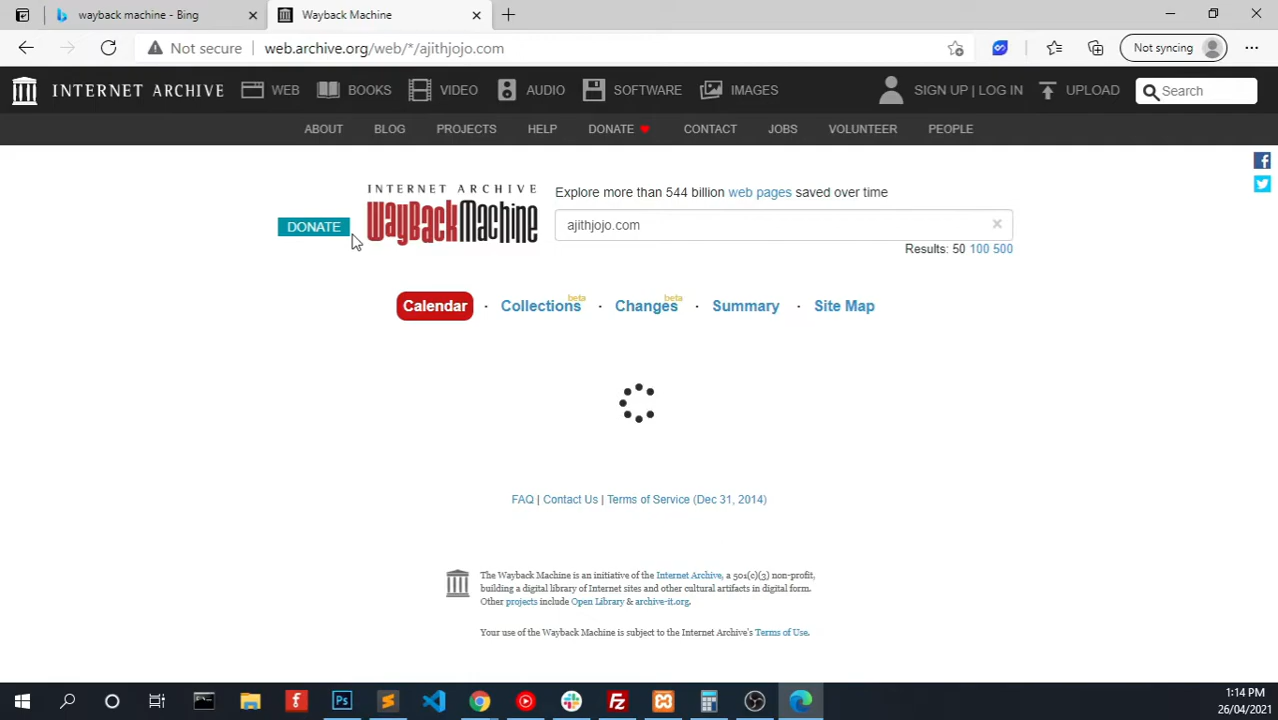 wayback machine - Bing
Wayback Machine
Not secure
web.archive.org/web/*/ajithjojo.com
Not syncing
INTERNET ARCHIVE
WEB
BOOKS
VIDEO
AUDIO
SOFTWARE
IMAGES
SIGN UP | LOG IN
UPLOAD
Search
ABOUT
BLOG
PROJECTS
HELP
DONATE
CONTACT
JOBS
VOLUNTEER
PEOPLE
DONATE
INTERNET ARCHIVE
WayBackMachine
Explore more than 544 billion web pages saved over time
ajithjojo.com
Results: 50 100 500
Calendar · Collections beta · Changes beta · Summary · Site Map
FAQ | Contact Us | Terms of Service (Dec 31, 2014)
The Wayback Machine is an initiative of the Internet Archive, a 501(c)(3) non-profit,
building a digital library of Internet sites and other cultural artifacts in digital form.
Other projects include Open Library & archive-it.org.
Your use of the Wayback Machine is subject to the Internet Archive's Terms of Use.
Ps
Fz
1:14 PM
26/04/2021